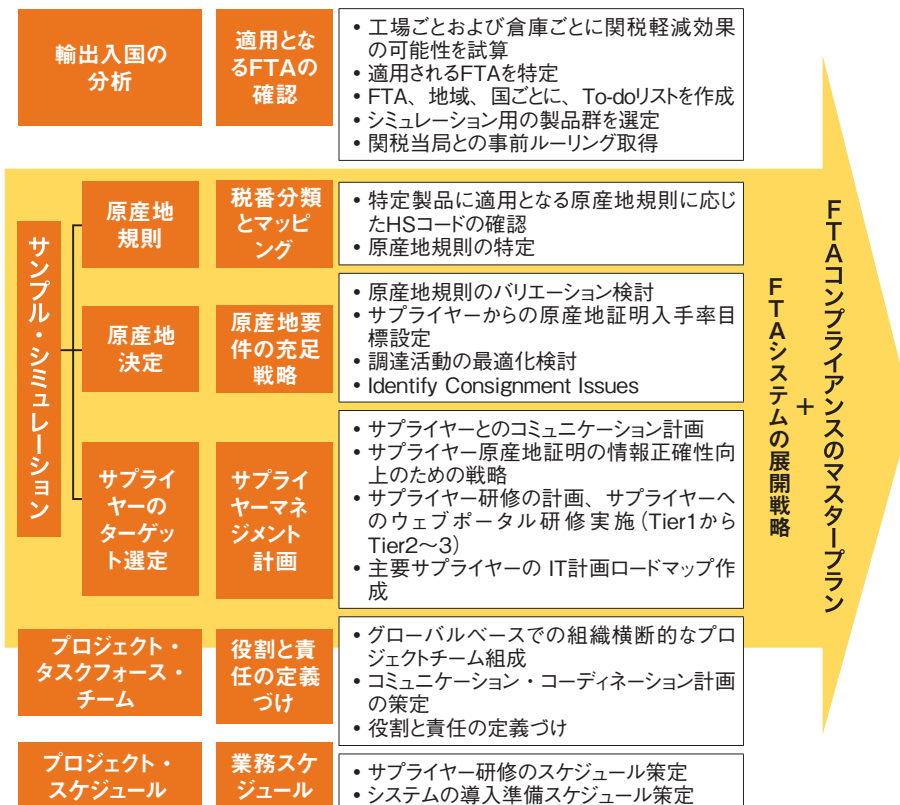 輸出入国の
分析
適用とな
るFTAの
確認
• 工場ごとおよび倉庫ごとに関税軽減効果
の可能性を試算
• 適用されるFTAを特定
• FTA、地域、国ごとに、To-doリストを作成
• シミュレーション用の製品群を選定
• 関税当局との事前ルーリング取得
サンプル・シミュレーション
原産地
規則
税番分類
とマッピ
ング
• 特定製品に適用となる原産地規則に応じ
たHSコードの確認
• 原産地規則の特定
原産地
決定
原産地要
件の充足
戦略
• 原産地規則のバリエーション検討
• サプライヤーからの原産地証明入手率目
標設定
• 調達活動の最適化検討
• Identify Consignment Issues
サプライ
ヤーの
ターゲッ
ト選定
サプライ
ヤーマネ
ジメント
計画
• サプライヤーとのコミュニケーション計画
• サプライヤー原産地証明の情報正確性向
上のための戦略
• サプライヤー研修の計画、サプライヤーへ
のウェブポータル研修実施(Tier1から
Tier2〜3)
• 主要サプライヤーの IT計画ロードマップ作
成
プロジェクト・
タスクフォース・
チーム
役割と責
任の定義
づけ
• グローバルベースでの組織横断的なプロ
ジェクトチーム組成
• コミュニケーション・コーディネーション計画
の策定
• 役割と責任の定義づけ
プロジェクト・
スケジュール
業務スケ
ジュール
• サプライヤー研修のスケジュール策定
• システムの導入準備スケジュール策定
FTAコンプライアンスのマスタープラン
+
FTAシステムの展開戦略